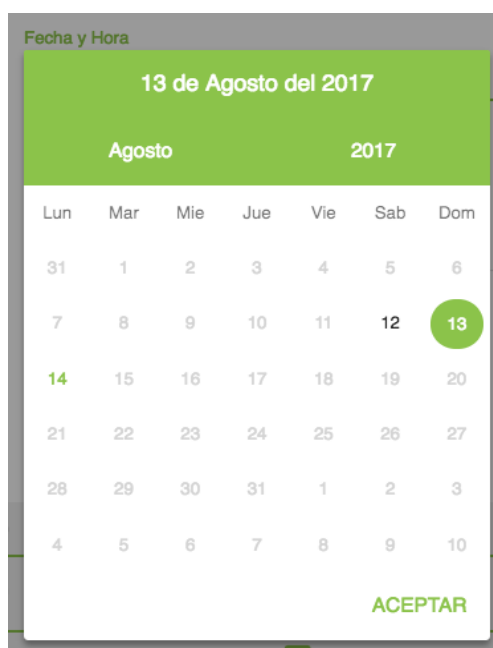 Fecha y Hora
13 de Agosto del 2017
Agosto 2017
Lun Mar Mie Jue Vie Sab Dom
31 1 2 3 4 5 6
7 8 9 10 11 12 13
14 15 16 17 18 19 20
21 22 23 24 25 26 27
28 29 30 31 1 2 3
4 5 6 7 8 9 10
ACEPTAR